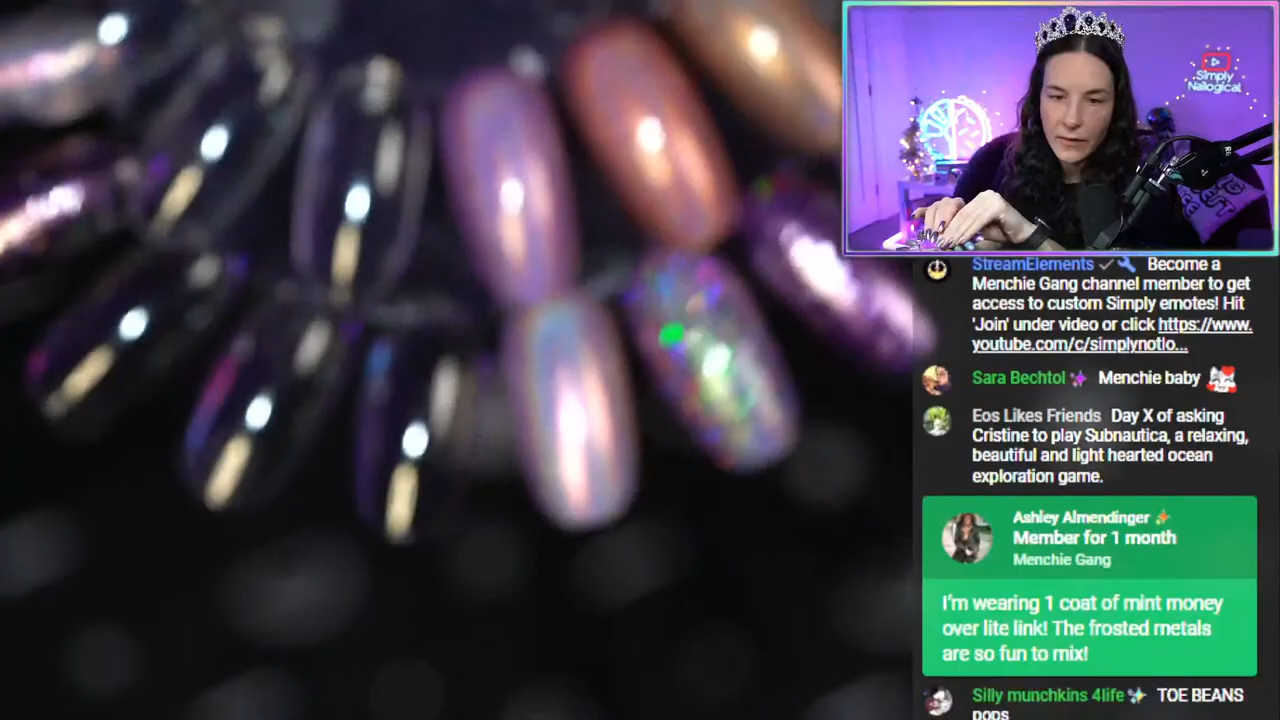 Simply
Nailogical
StreamElements Become a
Menchie Gang channel member to get
access to custom Simply emotes! Hit
'Join' under video or click https://www.
youtube.com/c/simplynotlo...
Sara Bechtol Menchie baby
Eos Likes Friends Day X of asking
Cristine to play Subnautica, a relaxing,
beautiful and light hearted ocean
exploration game.
Ashley Almendinger
Member for 1 month
Menchie Gang
I'm wearing 1 coat of mint money
over lite link! The frosted metals
are so fun to mix!
Silly munchkins 4life TOE BEANS
pops